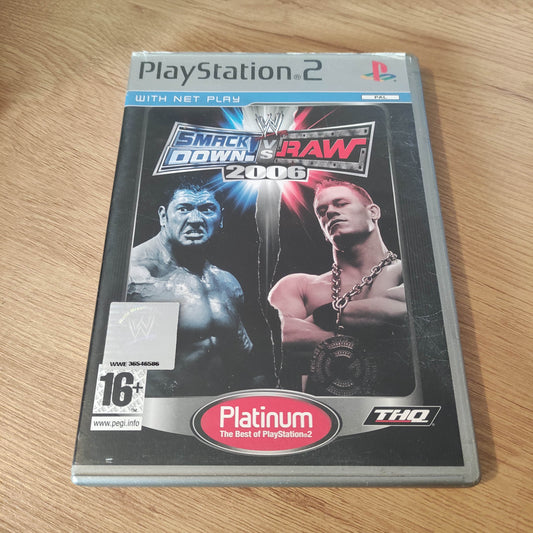 PlayStation®2
WITH NET PLAY
PAL
W
SMACK
DOWN! VS RAW
2006
WWE 36546586
16+
www.pegi.info
Platinum
The Best of PlayStation®2
THQ